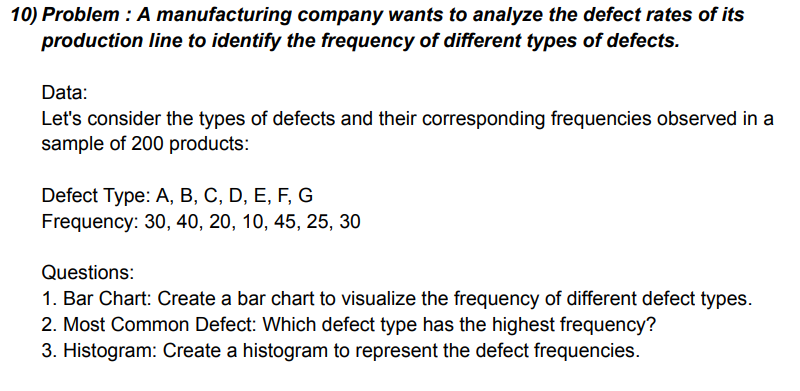 10) Problem : A manufacturing company wants to analyze the defect rates of its
production line to identify the frequency of different types of defects.
Data:
Let's consider the types of defects and their corresponding frequencies observed in a
sample of 200 products:
Defect Type: A, B, C, D, E, F, G
Frequency: 30, 40, 20, 10, 45, 25, 30
Questions:
1. Bar Chart: Create a bar chart to visualize the frequency of different defect types.
2. Most Common Defect: Which defect type has the highest frequency?
3. Histogram: Create a histogram to represent the defect frequencies.